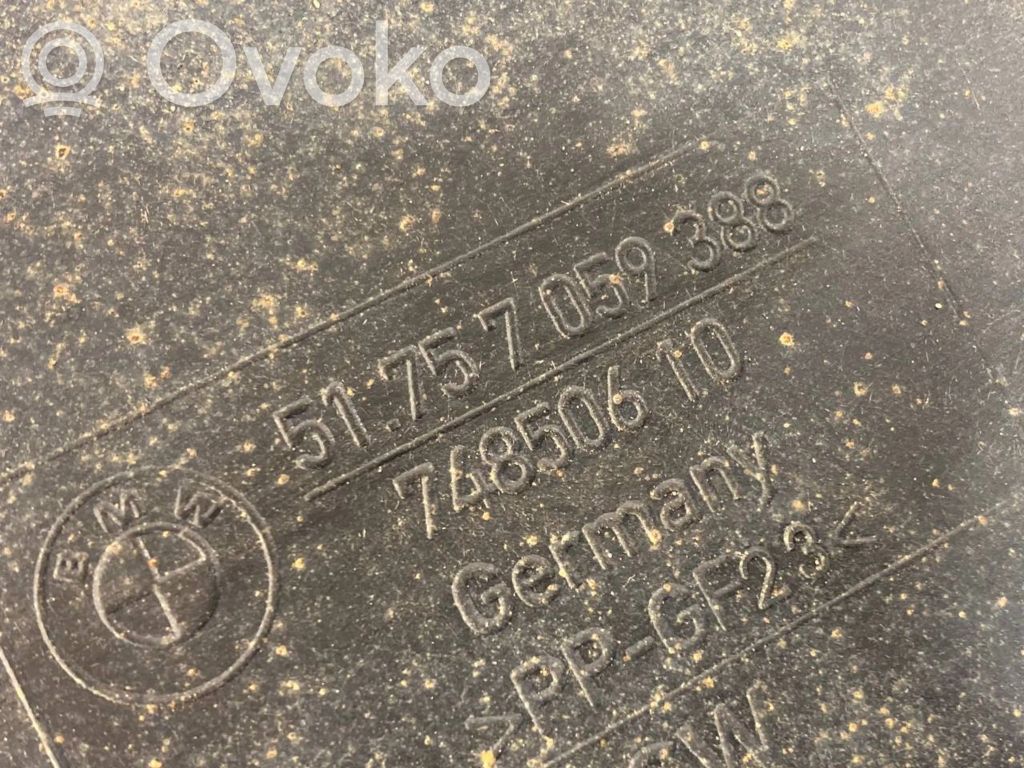 Ovoko
51.75 7 059 388
748506 10
BMW
Germany
>PP-GF23<